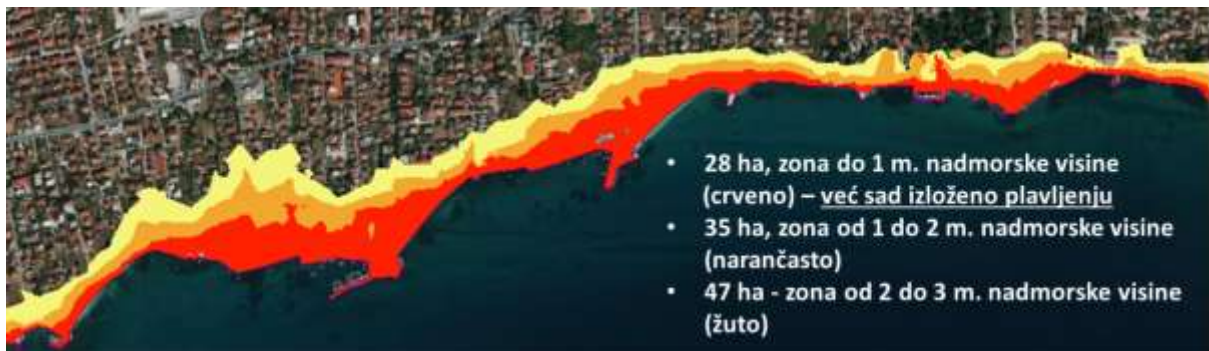 • 28 ha, zona do 1 m. nadmorske visine
(crveno) – već sad izloženo plavljenju
• 35 ha, zona od 1 do 2 m. nadmorske visine
(narančasto)
• 47 ha - zona od 2 do 3 m. nadmorske visine
(žuto)